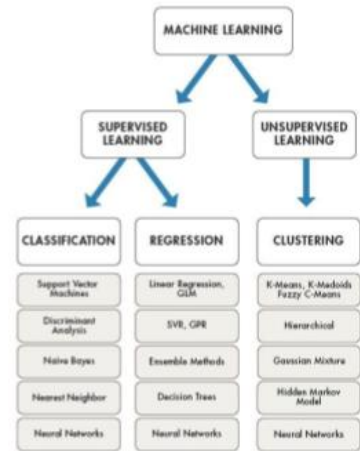 MACHINE LEARNING
SUPERVISED
LEARNING
UNSUPERVISED
LEARNING
CLASSIFICATION
REGRESSION
CLUSTERING
Support Vector
Machines
Linear Regression,
GLM
K-Means, K-Medoids
Fuzzy C-Means
Discriminant
Analysis
SVR, GPR
Hierarchical
Naive Bayes
Ensemble Methods
Gaussian Mixture
Nearest Neighbor
Decision Trees
Hidden Markov
Model
Neural Networks
Neural Networks
Neural Networks